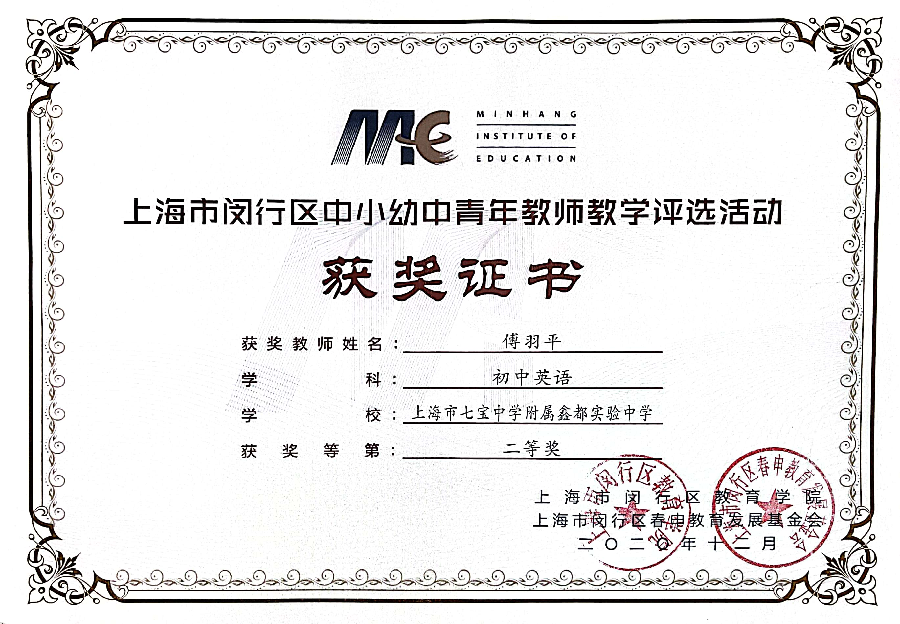 MINHANG
INSTITUTE OF
EDUCATION
上海市闵行区中小幼中青年教师教学评选活动
获奖证书
获奖教师姓名：傅羽平
学科：初中英语
学校：上海市七宝中学附属鑫都实验中学
获奖等第：二等奖
上海市闵行区教育学院
上海市闵行区春申教育发展基金会
二〇二〇年十二月
上海市闵行区教育学院
上海市闵行区春申教育发展基金会